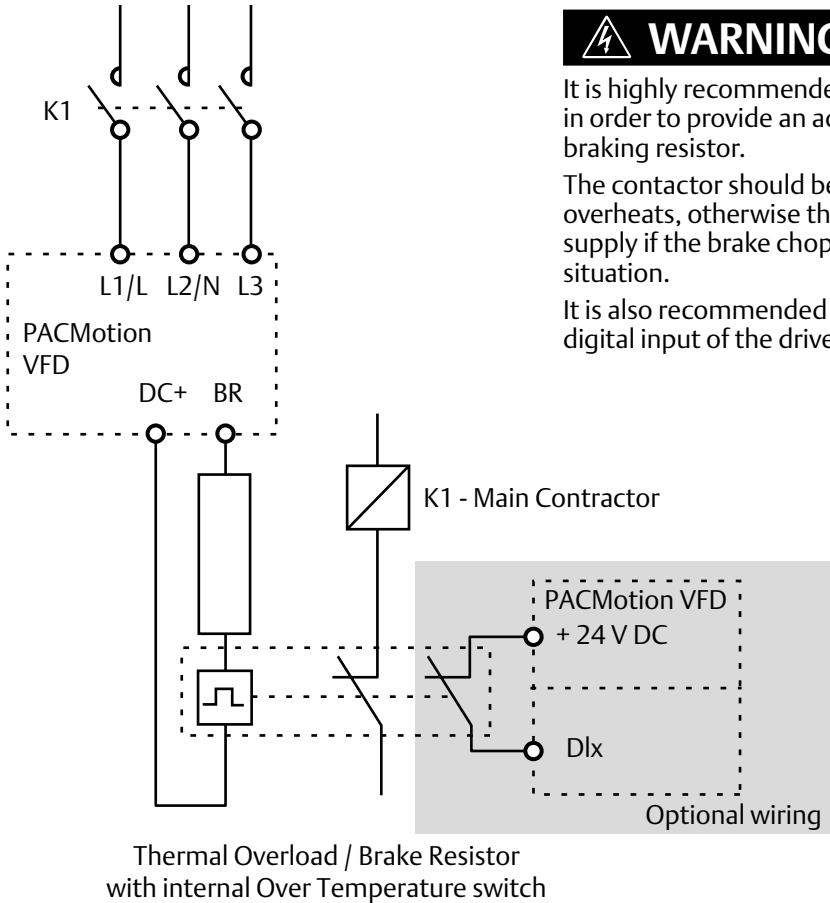 K1
L1/L L2/N L3
PACMotion
VFD
DC+ BR
WARNING
It is highly recommende
in order to provide an a
braking resistor.
The contactor should be
overheats, otherwise th
supply if the brake chop
situation.
It is also recommended
digital input of the drive
K1 - Main Contractor
PACMotion VFD
+ 24 V DC
Dlx
Optional wiring
Thermal Overload / Brake Resistor
with internal Over Temperature switch